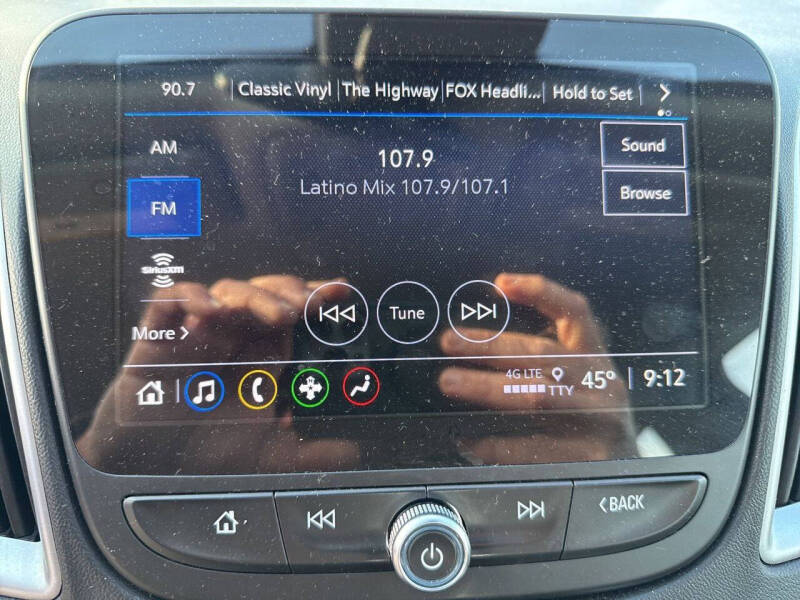 90.7 Classic Vinyl The Highway FOX Headli... Hold to Set
AM
107.9
Sound
Latino Mix 107.9/107.1
Browse
FM
SiriusXM
Tune
More
4G LTE
TTY
45° 9:12
BACK